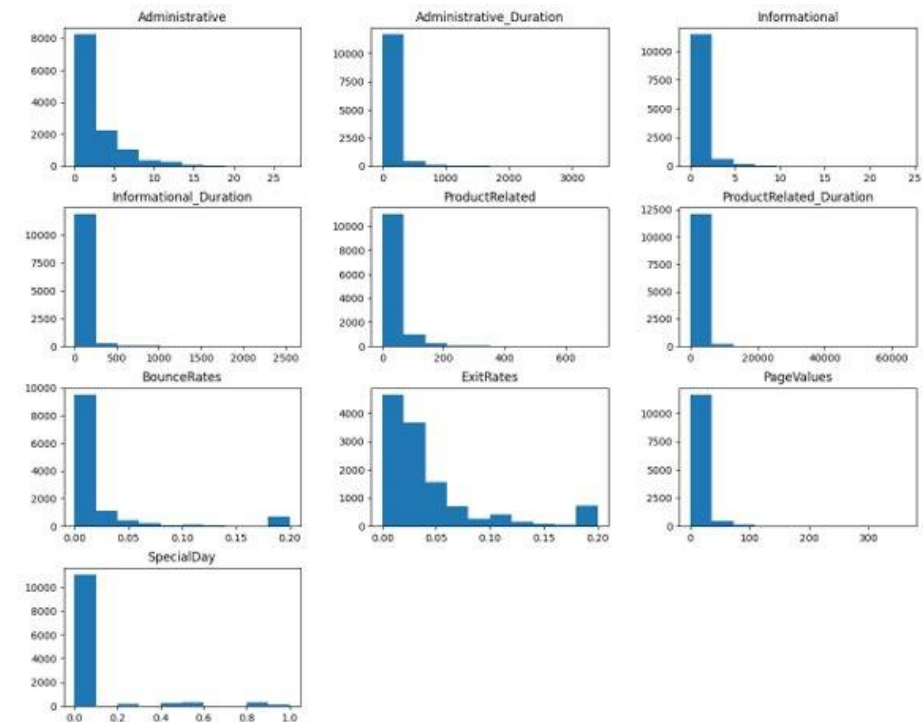 Administrative
8000
6000
4000
2000
0
0 5 10 15 20 25
Administrative_Duration
10000
7500
5000
2500
0
0 1000 2000 3000
Informational
10000
7500
5000
2500
0
0 5 10 15 20 25
Informational_Duration
10000
7500
5000
2500
0
0 500 1000 1500 2000 2500
ProductRelated
10000
8000
6000
4000
2000
0
0 200 400 600
ProductRelated_Duration
12500
10000
7500
5000
2500
0
0 20000 40000 60000
BounceRates
10000
8000
6000
4000
2000
0
0.00 0.05 0.10 0.15 0.20
ExitRates
4000
3000
2000
1000
0
0.00 0.05 0.10 0.15 0.20
PageValues
10000
7500
5000
2500
0
0 100 200 300
SpecialDay
10000
8000
6000
4000
2000
0
0.0 0.2 0.4 0.6 0.8 1.0